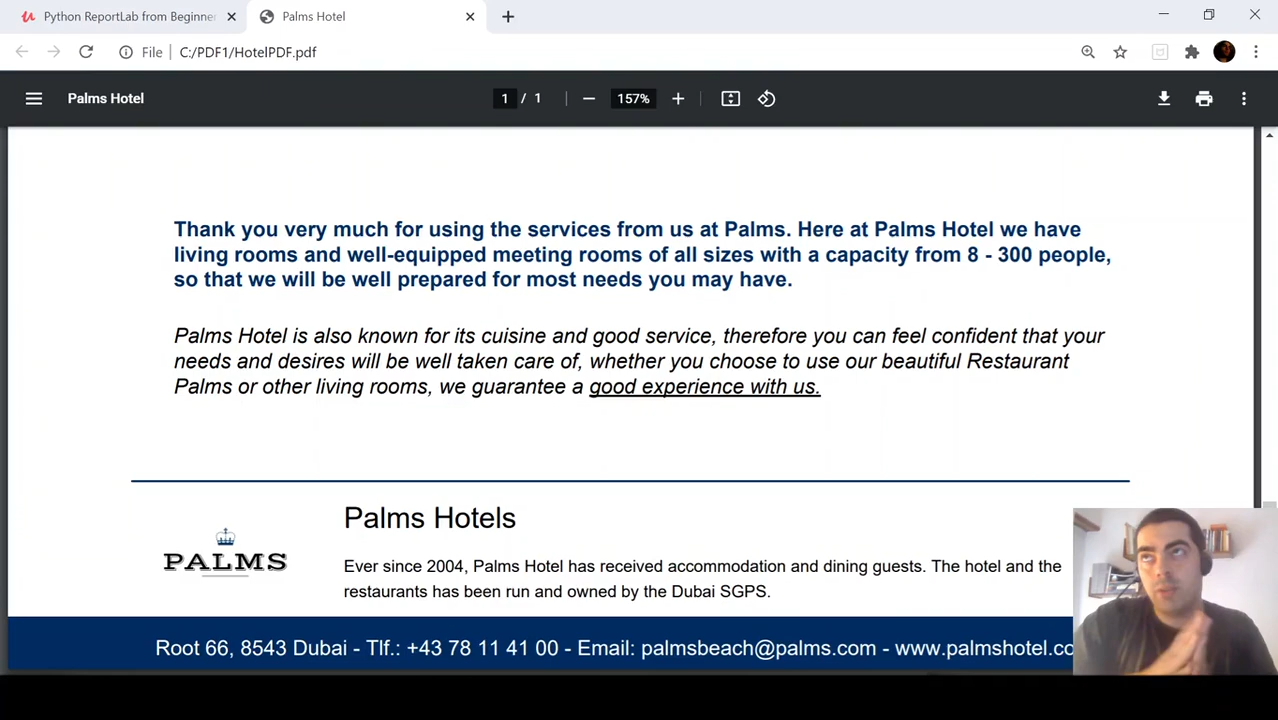 Python ReportLab from Beginner
Palms Hotel
File C:/PDF1/HotelPDF.pdf
Palms Hotel
1 / 1
157%
Thank you very much for using the services from us at Palms. Here at Palms Hotel we have
living rooms and well-equipped meeting rooms of all sizes with a capacity from 8 - 300 people,
so that we will be well prepared for most needs you may have.
Palms Hotel is also known for its cuisine and good service, therefore you can feel confident that your
needs and desires will be well taken care of, whether you choose to use our beautiful Restaurant
Palms or other living rooms, we guarantee a good experience with us.
PALMS
Palms Hotels
Ever since 2004, Palms Hotel has received accommodation and dining guests. The hotel and the
restaurants has been run and owned by the Dubai SGPS.
Root 66, 8543 Dubai - Tlf.: +43 78 11 41 00 - Email: palmsbeach@palms.com - www.palmshotel.co